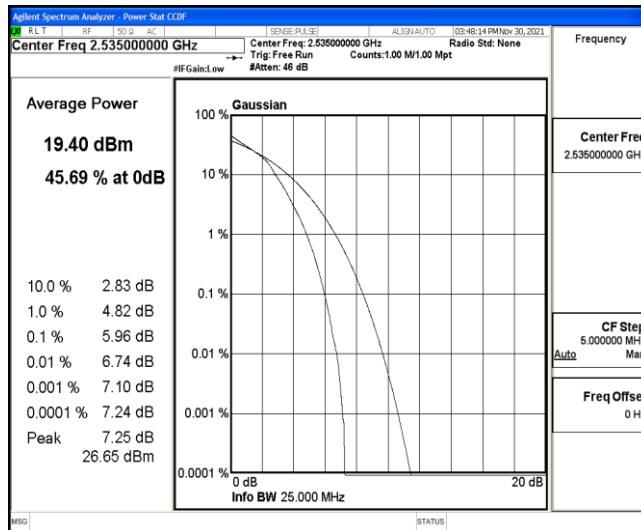 Agilent Spectrum Analyzer - Power Stat CCDF
LXI RLT RF 50 Ω AC SENSE:PULSE ALIGN AUTO 03:48:14 PM Nov 30, 2021
Center Freq 2.535000000 GHz
Center Freq: 2.535000000 GHz Radio Std: None
Trig: Free Run Counts:1.00 M/1.00 Mpt
#IFGain:Low #Atten: 46 dB
Frequency
Average Power
19.40 dBm
45.69 % at 0dB
10.0 % 2.83 dB
1.0 % 4.82 dB
0.1 % 5.96 dB
0.01 % 6.74 dB
0.001 % 7.10 dB
0.0001 % 7.24 dB
Peak 7.25 dB
26.65 dBm
Gaussian
100 %
10 %
1 %
0.1 %
0.01 %
0.001 %
0.0001 %
0 dB 20 dB
Info BW 25.000 MHz
Center Fre
2.535000000 GH
CF Step
5.000000 MH
Auto Ma
Freq Offse
0 H
MSG STATUS